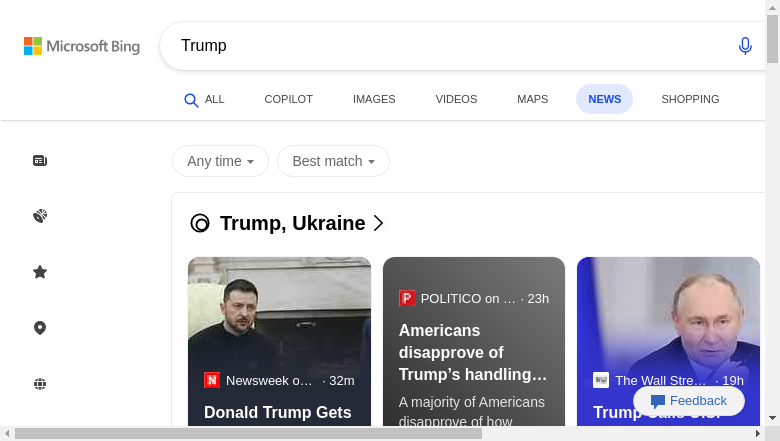 Microsoft Bing
Trump
ALL
COPILOT
IMAGES
VIDEOS
MAPS
NEWS
SHOPPING
Any time
Best match
Trump, Ukraine
Newsweek o… · 32m
Donald Trump Gets
POLITICO on … · 23h
Americans
disapprove of
Trump’s handling…
A majority of Americans
disapprove of how
The Wall Stre… · 19h
Feedback